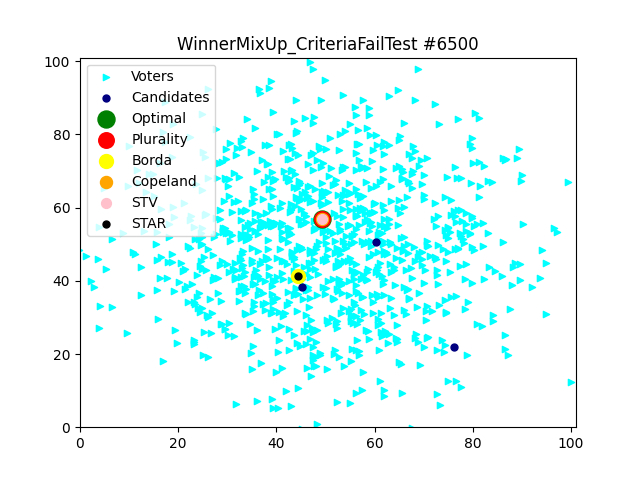 WinnerMixUp_CriteriaFailTest #6500
Voters
Candidates
Optimal
Plurality
Borda
Copeland
STV
STAR
100
80
60
40
20
0
0 20 40 60 80 100